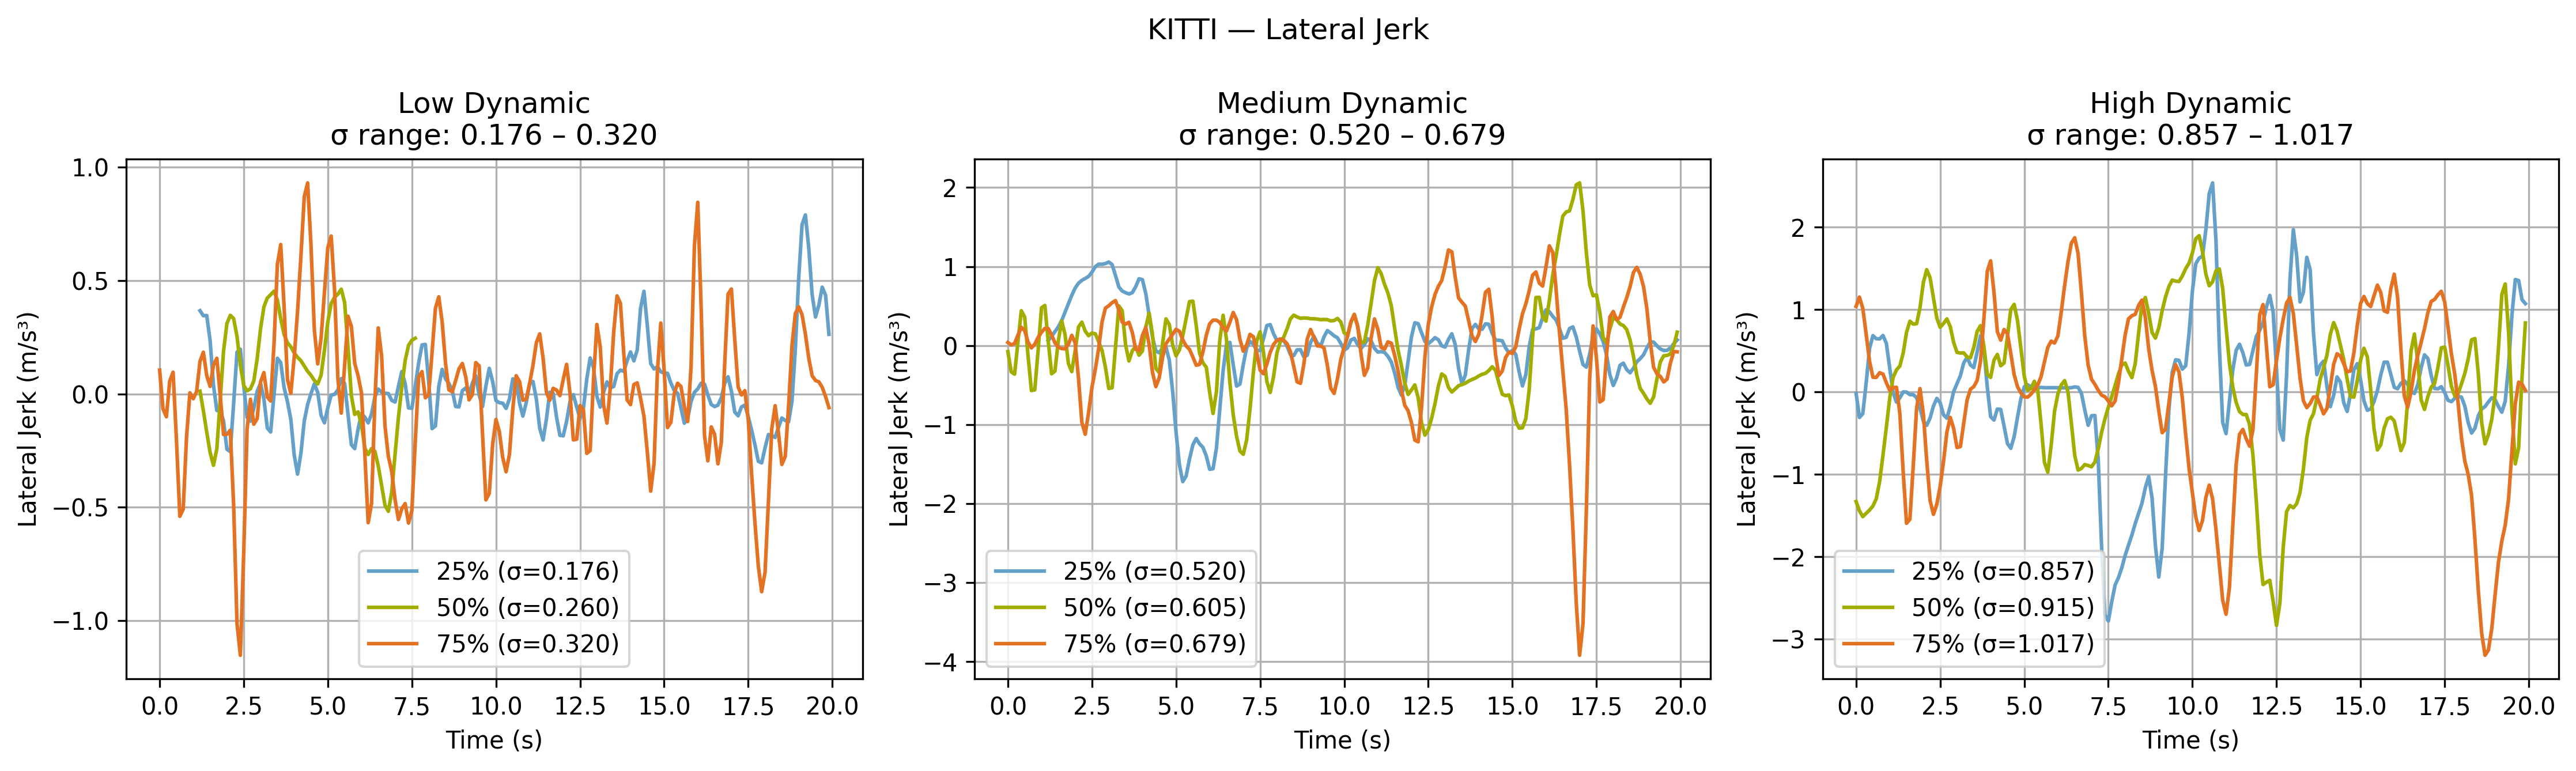 KITTI — Lateral Jerk
Low Dynamic
σ range: 0.176 – 0.320
Lateral Jerk (m/s³)
1.0
0.5
0.0
−0.5
−1.0
25% (σ=0.176)
50% (σ=0.260)
75% (σ=0.320)
0.0 2.5 5.0 7.5 10.0 12.5 15.0 17.5 20.0
Time (s)
Medium Dynamic
σ range: 0.520 – 0.679
Lateral Jerk (m/s³)
2
1
0
−1
−2
−3
−4
25% (σ=0.520)
50% (σ=0.605)
75% (σ=0.679)
0.0 2.5 5.0 7.5 10.0 12.5 15.0 17.5 20.0
Time (s)
High Dynamic
σ range: 0.857 – 1.017
Lateral Jerk (m/s³)
2
1
0
−1
−2
−3
25% (σ=0.857)
50% (σ=0.915)
75% (σ=1.017)
0.0 2.5 5.0 7.5 10.0 12.5 15.0 17.5 20.0
Time (s)